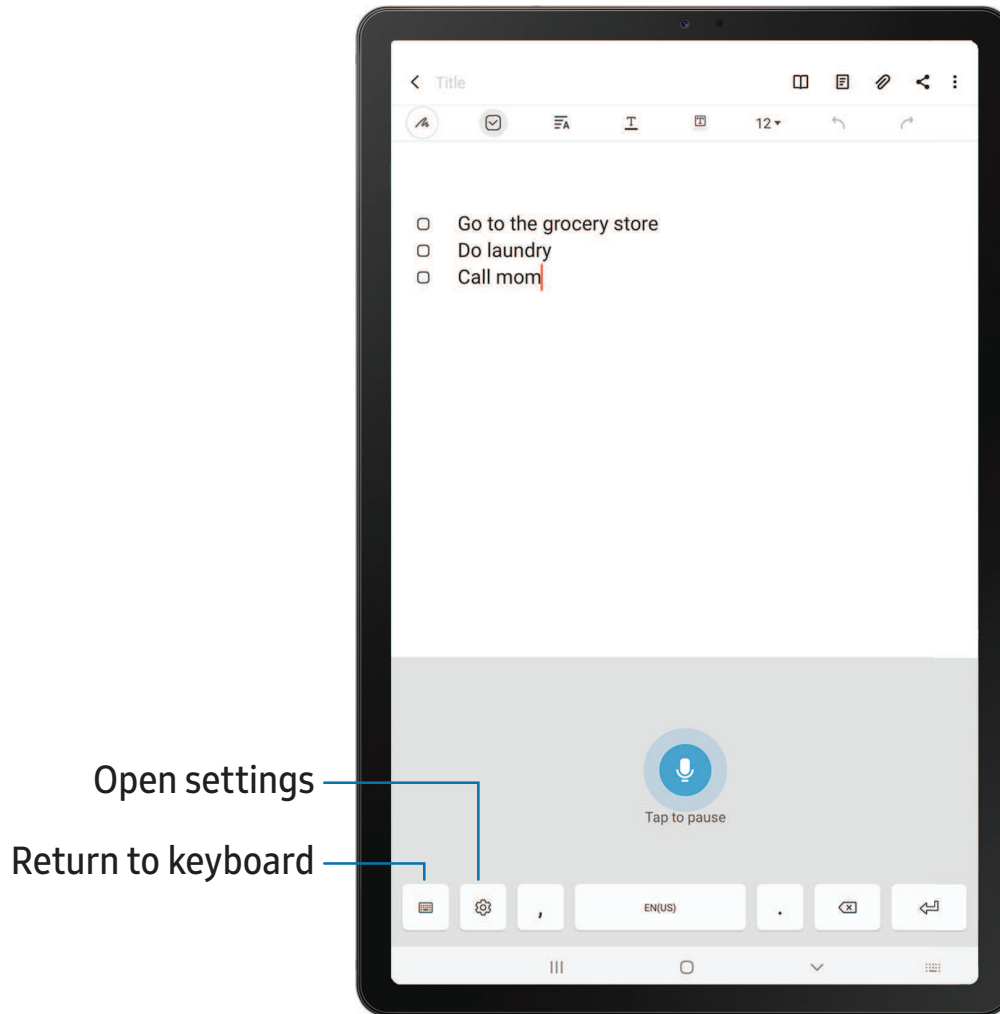 Title
12
Go to the grocery store
Do laundry
Call mom
Open settings
Tap to pause
Return to keyboard
, EN(US) .